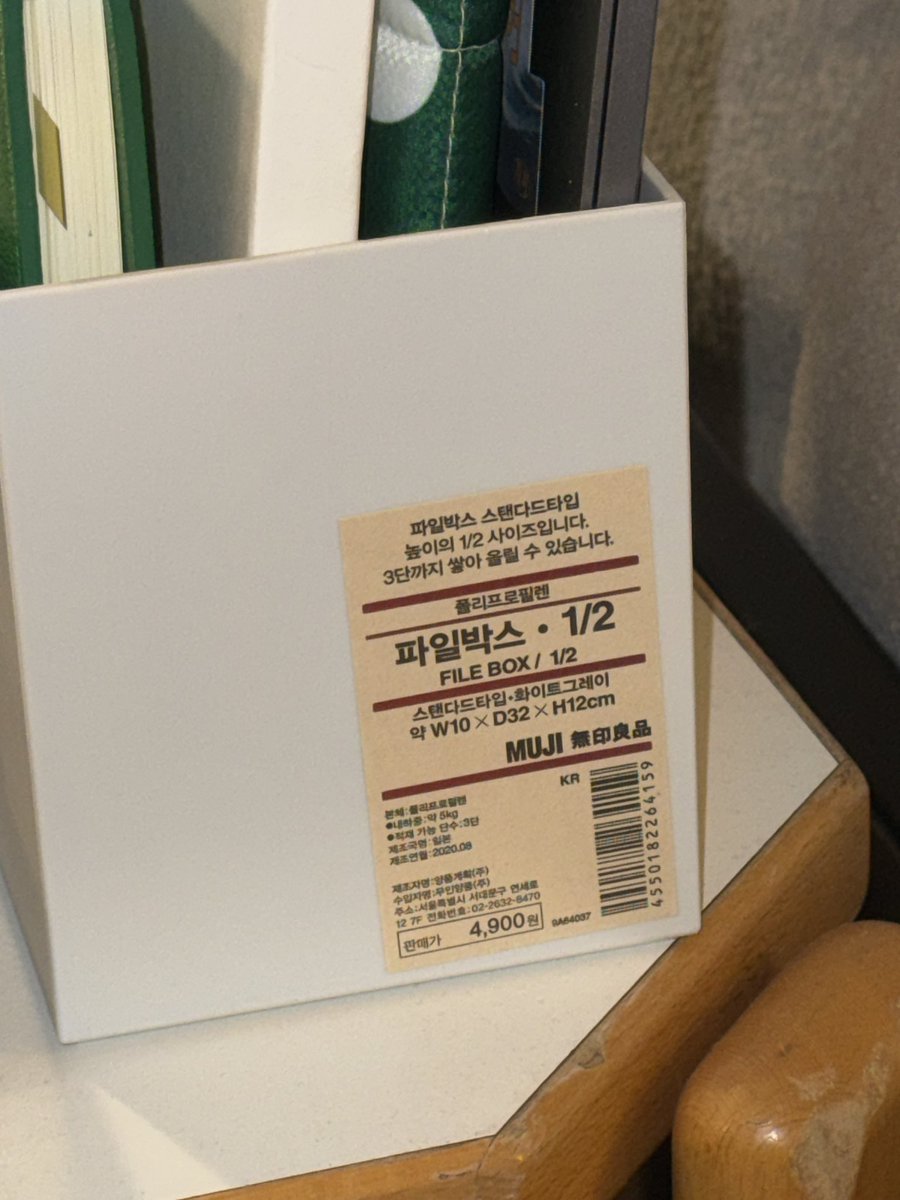 파일박스 스탠다드타입
높이의 1/2 사이즈입니다.
3단까지 쌓아 올릴 수 있습니다.
폴리프로필렌
파일박스・1/2
FILE BOX / 1/2
스탠다드타입・화이트그레이
약 W10×D32×H12cm
MUJI 無印良品
KR
4550182264159
본체:폴리프로필렌
●내하중:약 5kg
●적재 가능 단수:3단
제조국명:일본
제조연월:2020.08
제조자명:양품계획(주)
수입자명:무인양품(주)
주소:서울특별시 서대문구 연세로
12 7F 전화번호:02-2632-8470
판매가 4,900원
9A64037